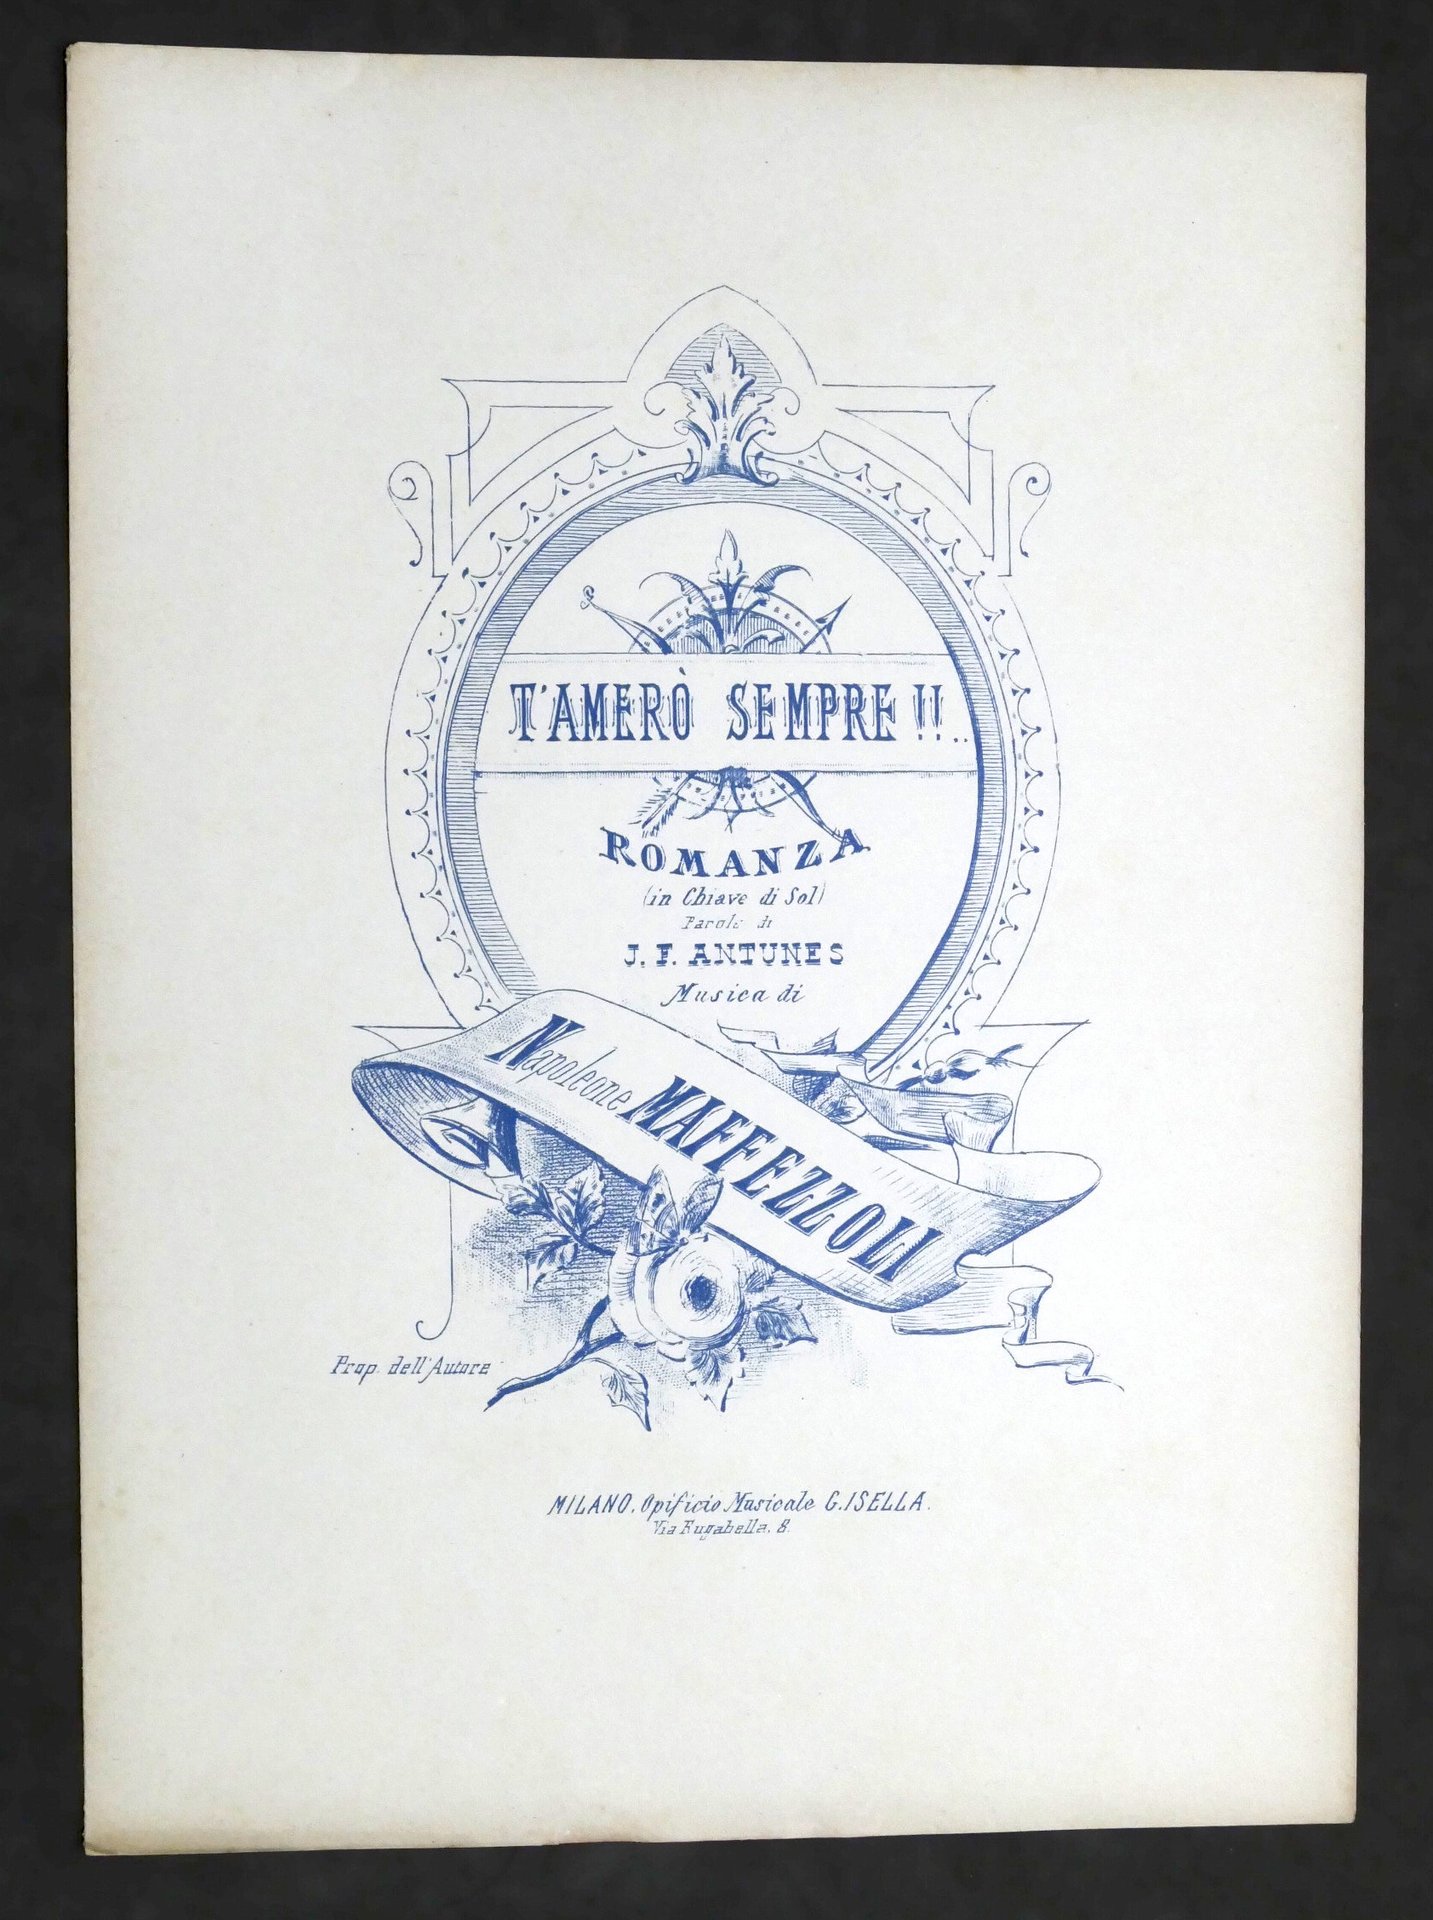 T'AMERÒ SEMPRE !!..
ROMANZA
(in Chiave di Sol)
Parole di
J. F. ANTUNES
Musica di
Napoleone MAFFEZZOLI
Prop. dell'Autore
MILANO. Opificio Musicale G. ISELLA.
Via Fugabella, 8.